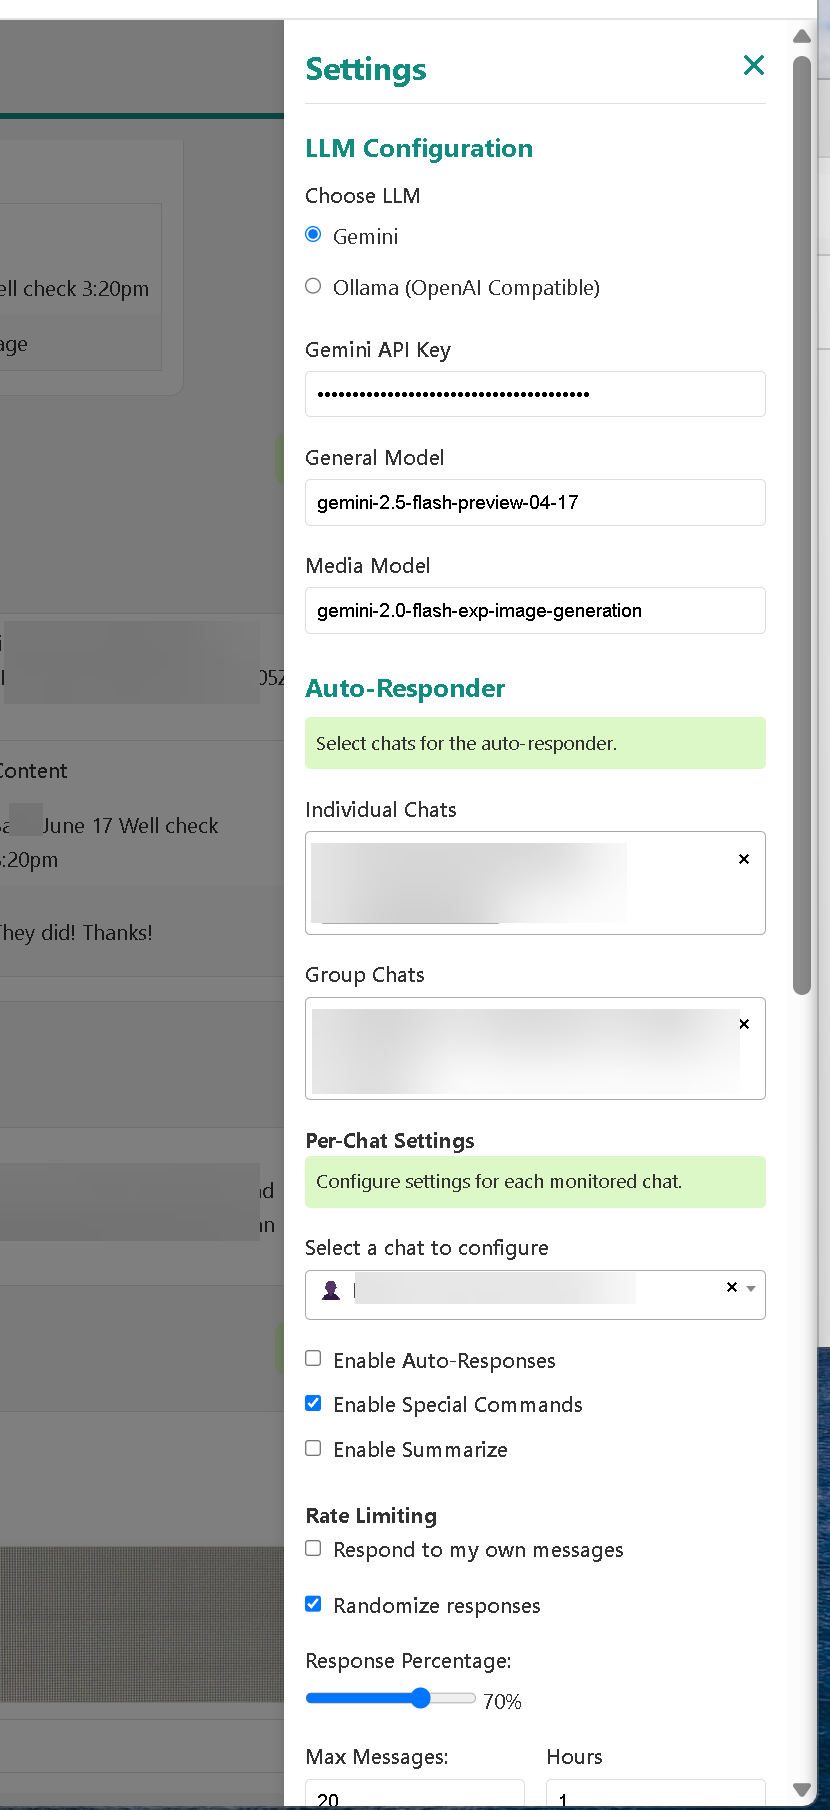 Settings
LLM Configuration
Choose LLM
Gemini
Ollama (OpenAI Compatible)
Gemini API Key
General Model
gemini-2.5-flash-preview-04-17
Media Model
gemini-2.0-flash-exp-image-generation
Auto-Responder
Select chats for the auto-responder.
Individual Chats
Group Chats
Per-Chat Settings
Configure settings for each monitored chat.
Select a chat to configure
Enable Auto-Responses
Enable Special Commands
Enable Summarize
Rate Limiting
Respond to my own messages
Randomize responses
Response Percentage:
70%
Max Messages: Hours
20 1
check 3:20pm
Content
June 17 Well check
:20pm
They did! Thanks!